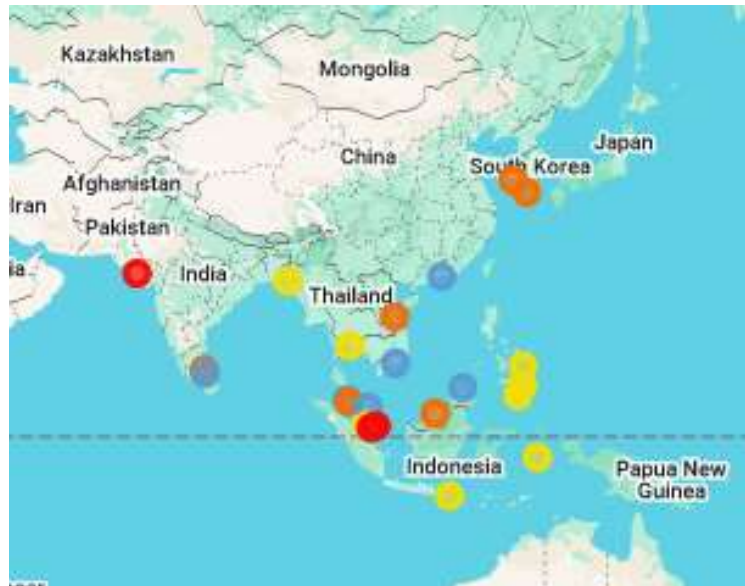 Kazakhstan
Mongolia
Japan
South Korea
China
Afghanistan
Iran
Pakistan
India
Thailand
Indonesia
Papua New
Guinea